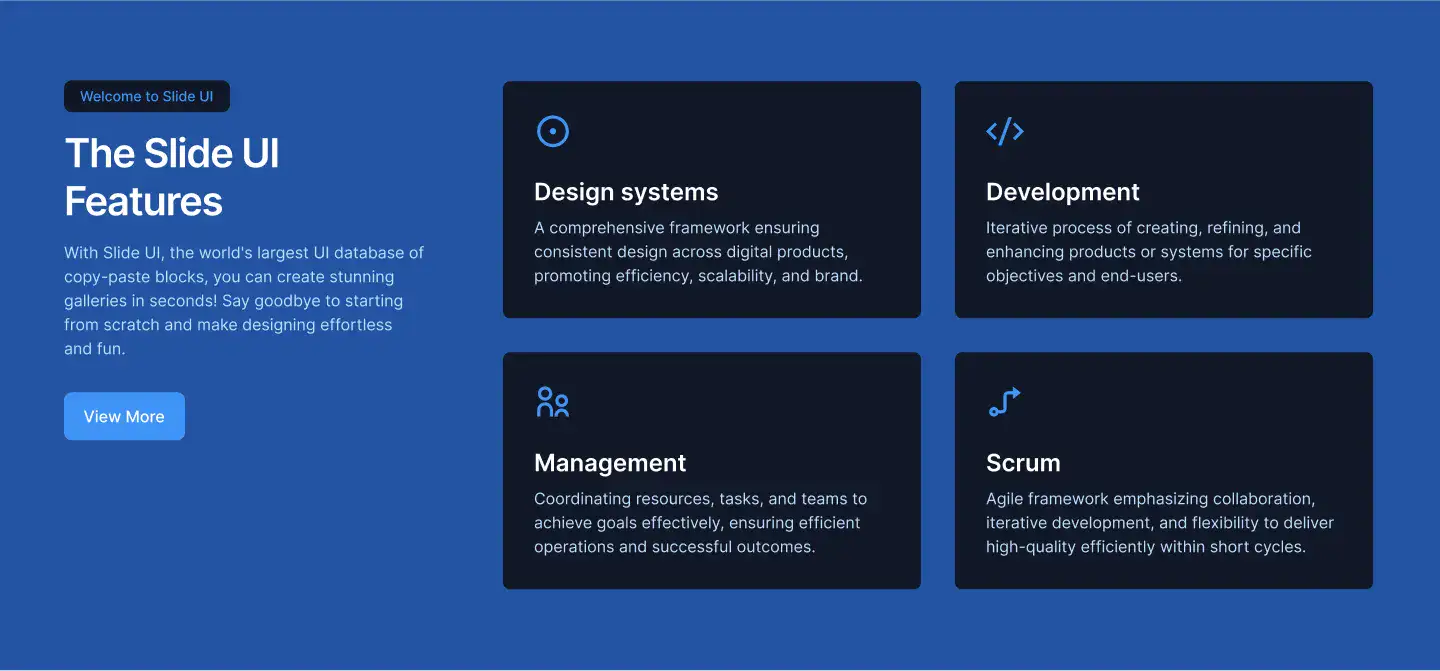 Welcome to Slide UI
The Slide UI
Features
With Slide UI, the world's largest UI database of
copy-paste blocks, you can create stunning
galleries in seconds! Say goodbye to starting
from scratch and make designing effortless
and fun.
View More
Design systems
A comprehensive framework ensuring
consistent design across digital products,
promoting efficiency, scalability, and brand.
Development
Iterative process of creating, refining, and
enhancing products or systems for specific
objectives and end-users.
Management
Coordinating resources, tasks, and teams to
achieve goals effectively, ensuring efficient
operations and successful outcomes.
Scrum
Agile framework emphasizing collaboration,
iterative development, and flexibility to deliver
high-quality efficiently within short cycles.